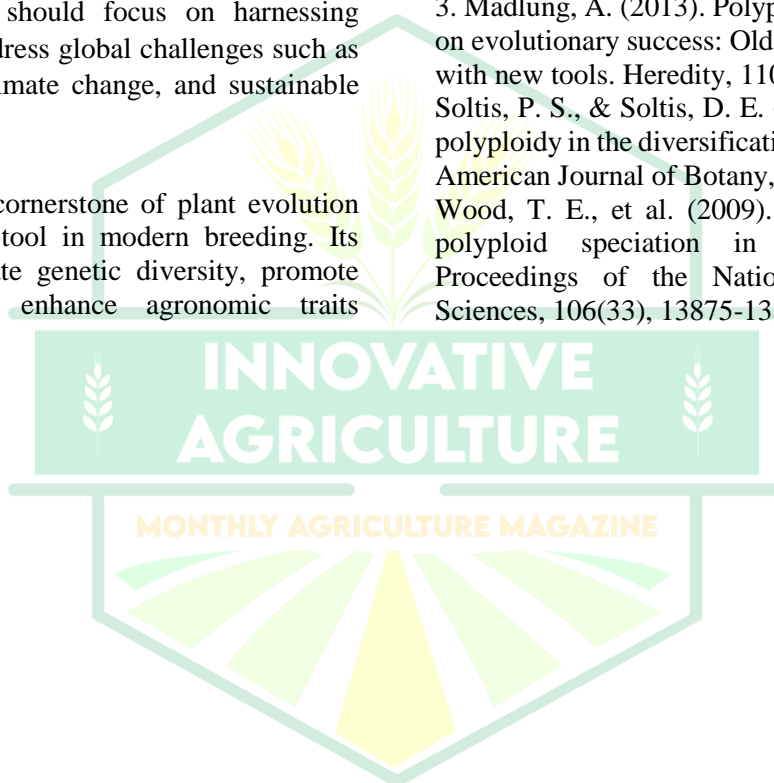 should focus on harnessing
dress global challenges such as
mate change, and sustainable
cornerstone of plant evolution
tool in modern breeding. Its
te genetic diversity, promote
enhance agronomic traits
3. Madlung, A. (2013). Polyp
on evolutionary success: Old
with new tools. Heredity, 110
Soltis, P. S., & Soltis, D. E. (
polyploidy in the diversificati
American Journal of Botany,
Wood, T. E., et al. (2009).
polyploid speciation in
Proceedings of the Natio
Sciences, 106(33), 13875-13
INNOVATIVE
AGRICULTURE
MONTHLY AGRICULTURE MAGAZINE